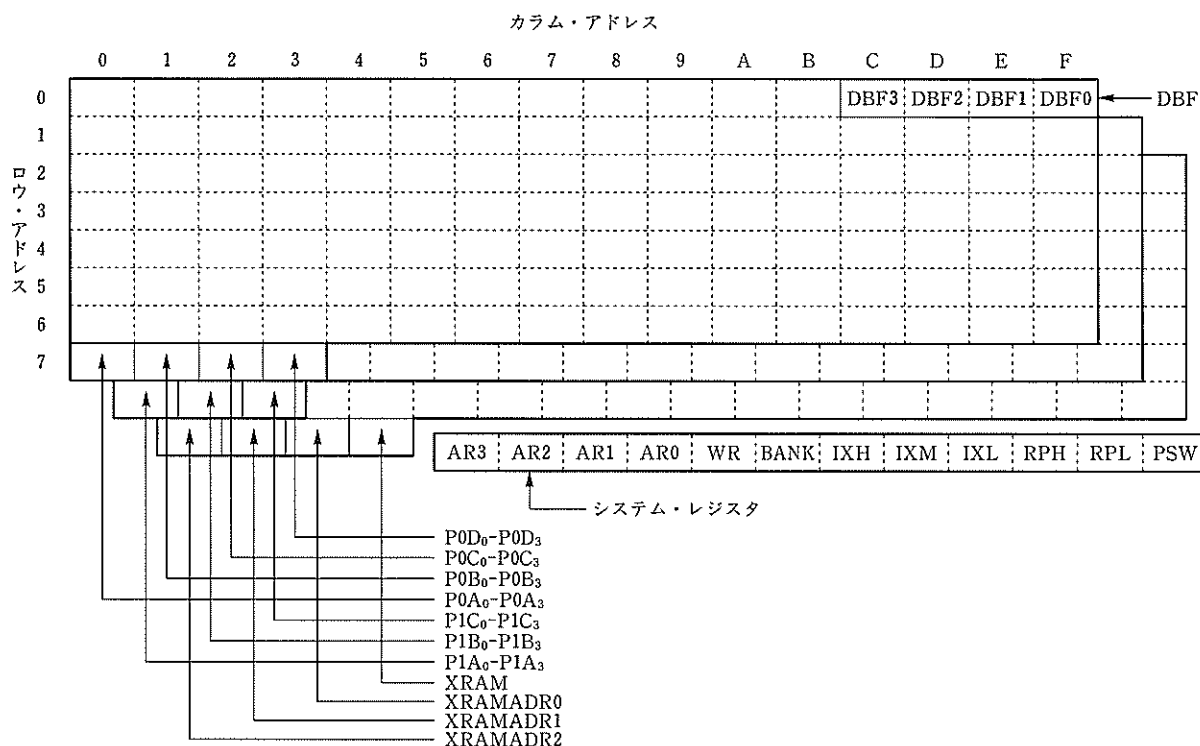 カラム・アドレス
0 1 2 3 4 5 6 7 8 9 A B C D E F
ロウ・アドレス
0
1
2
3
4
5
6
7
DBF3 DBF2 DBF1 DBF0
DBF
AR3 AR2 AR1 AR0 WR BANK IXH IXM IXL RPH RPL PSW
システム・レジスタ
P0D₀-P0D₃
P0C₀-P0C₃
P0B₀-P0B₃
P0A₀-P0A₃
P1C₀-P1C₃
P1B₀-P1B₃
P1A₀-P1A₃
XRAM
XRAMADR0
XRAMADR1
XRAMADR2